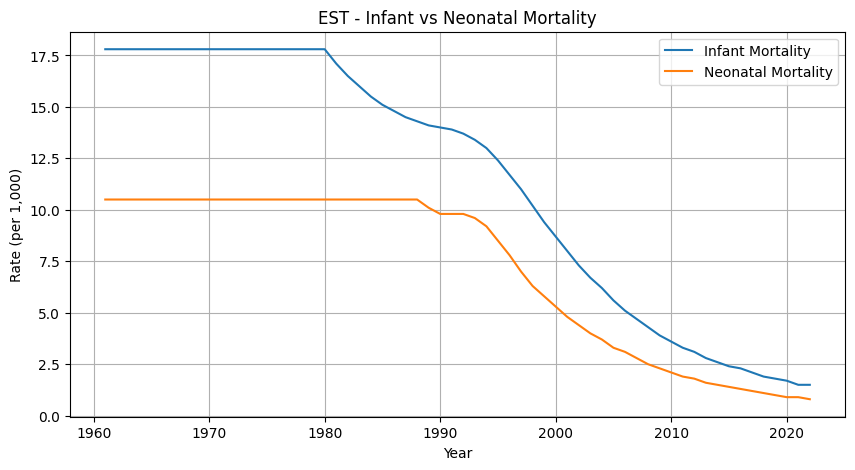 EST - Infant vs Neonatal Mortality
Infant Mortality
Neonatal Mortality
Rate (per 1,000)
17.5
15.0
12.5
10.0
7.5
5.0
2.5
0.0
1960 1970 1980 1990 2000 2010 2020
Year